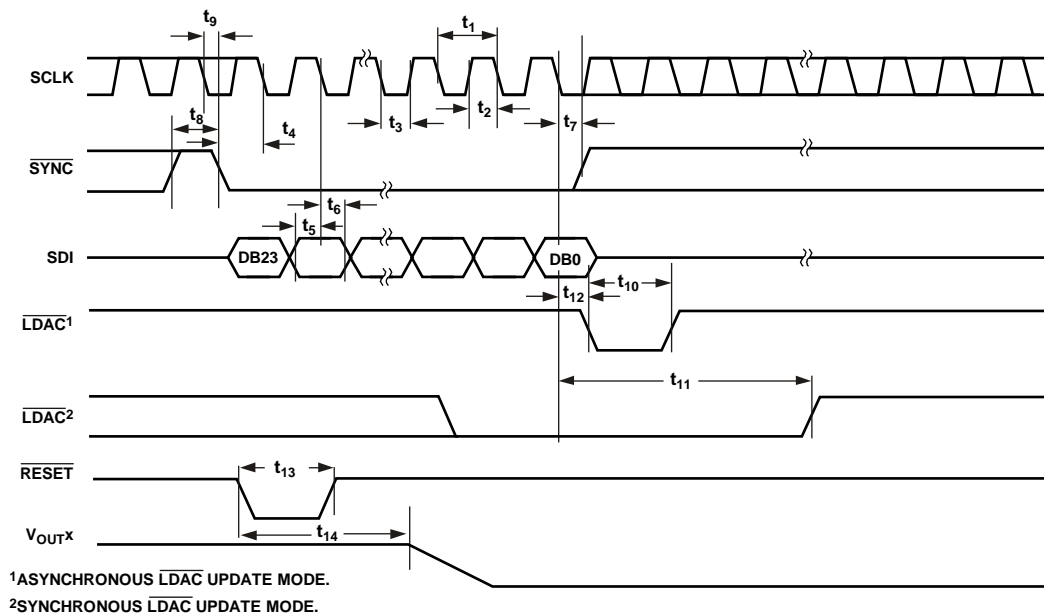 t9
t1
SCLK
t8
t4
t3
t2
t7
SYNC
t6
t5
SDI
DB23
DB0
t12
t10
LDAC1
t11
LDAC2
RESET
t13
t14
VOUTx
1ASYNCHRONOUS LDAC UPDATE MODE.
2SYNCHRONOUS LDAC UPDATE MODE.